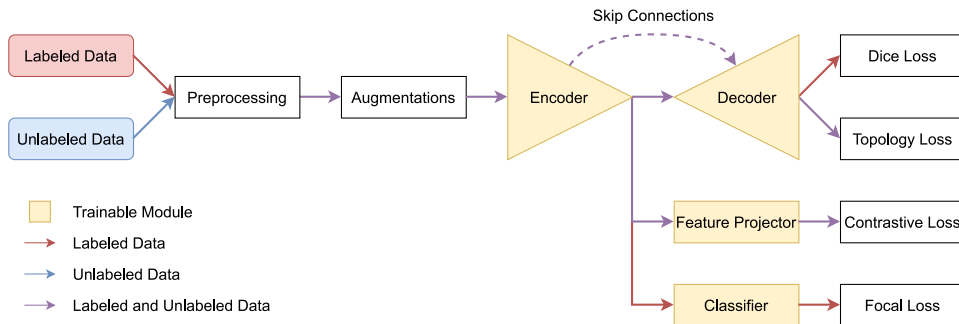 Skip Connections
Labeled Data
Unlabeled Data
Preprocessing
Augmentations
Encoder
Decoder
Dice Loss
Topology Loss
Feature Projector
Contrastive Loss
Classifier
Focal Loss
Trainable Module
Labeled Data
Unlabeled Data
Labeled and Unlabeled Data